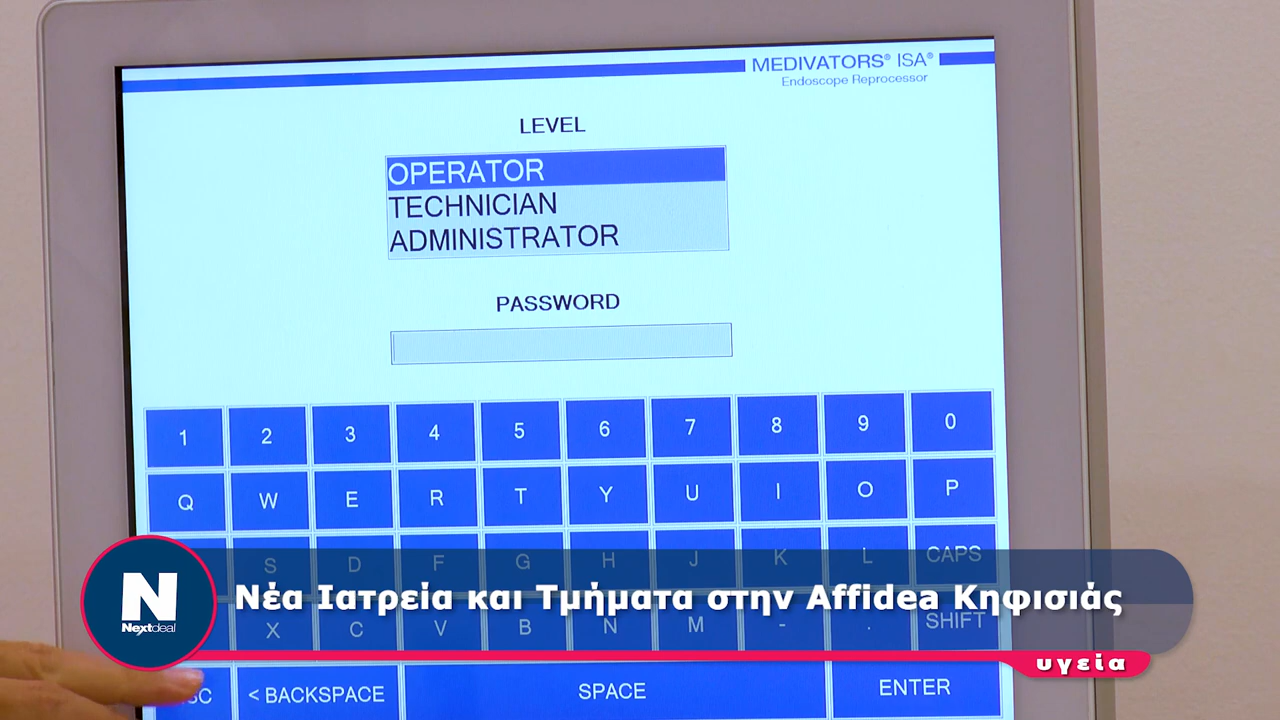 MEDIVATORS® ISA®
Endoscope Reprocessor
LEVEL
OPERATOR
TECHNICIAN
ADMINISTRATOR
PASSWORD
1 2 3 4 5 6 7 8 9 0
Q W E R T Y U I O P
S D F G H J K L CAPS
X C V B N M - . SHIFT
< BACKSPACE SPACE ENTER
N
Nextdeal
Νέα Ιατρεία και Τμήματα στην Affidea Κηφισιάς
υγεία